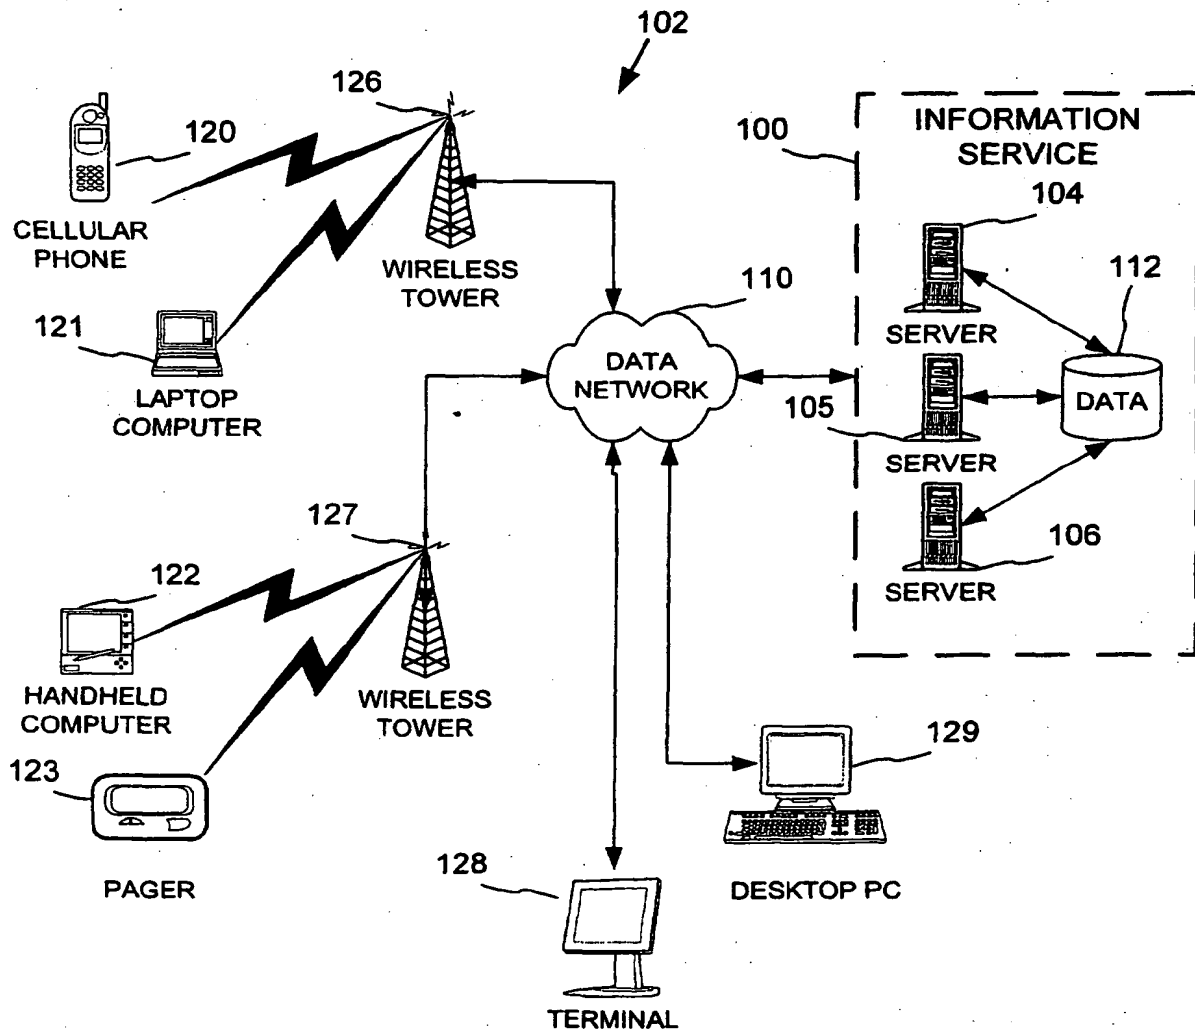 102
126
120
CELLULAR
PHONE
WIRELESS
TOWER
121
LAPTOP
COMPUTER
110
DATA
NETWORK
100
INFORMATION
SERVICE
104
SERVER
112
DATA
105
SERVER
106
SERVER
127
122
HANDHELD
COMPUTER
WIRELESS
TOWER
123
PAGER
128
TERMINAL
129
DESKTOP PC